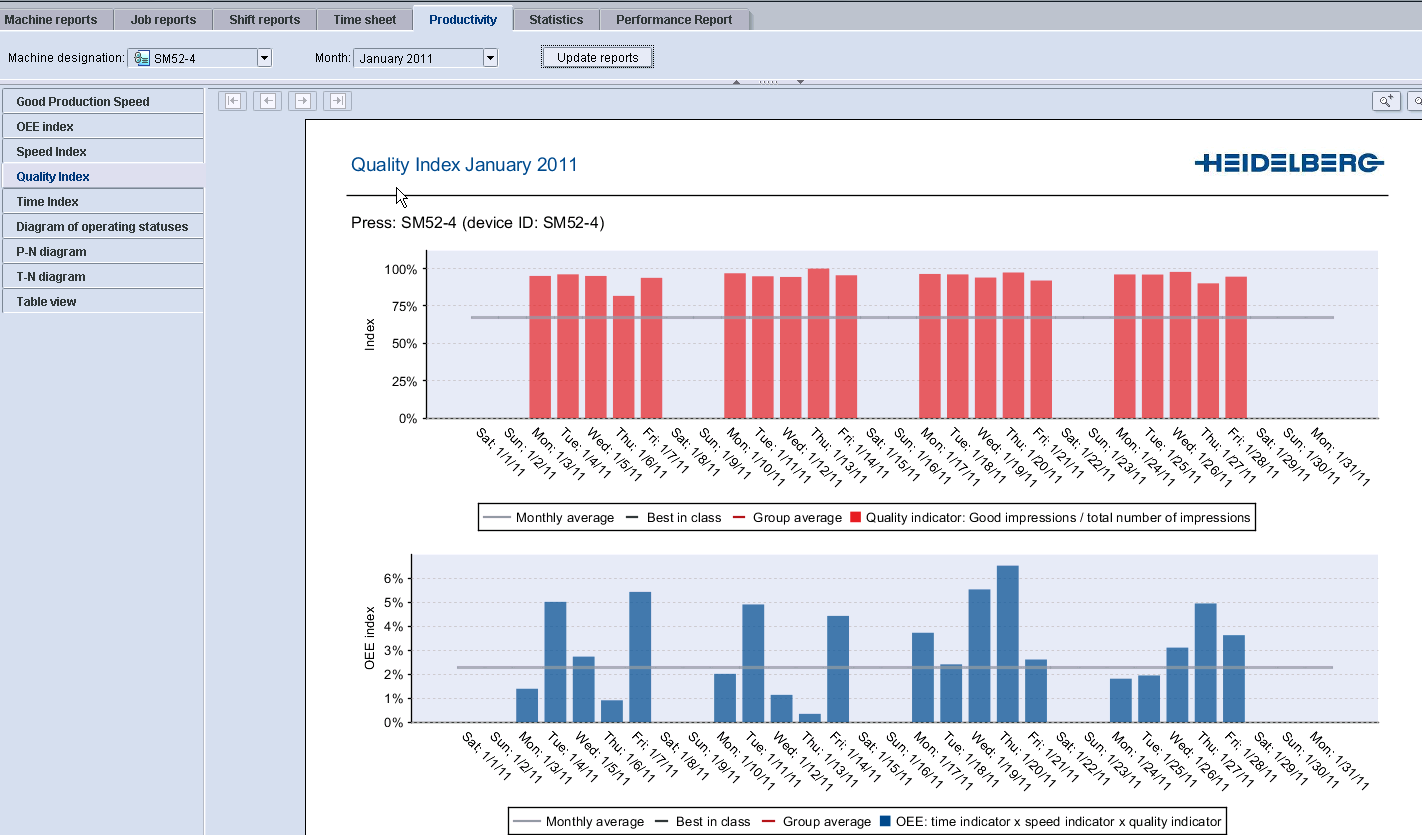 Machine reports Job reports Shift reports Time sheet Productivity Statistics Performance Report
Machine designation: SM52-4 Month: January 2011 Update reports
Good Production Speed
OEE index
Speed Index
Quality Index
Time Index
Diagram of operating statuses
P-N diagram
T-N diagram
Table view
Quality Index January 2011
HEIDELBERG
Press: SM52-4 (device ID: SM52-4)
Index
100%
75%
50%
25%
0%
Sat: 1/1/11
Sun: 1/2/11
Mon: 1/3/11
Tue: 1/4/11
Wed: 1/5/11
Thu: 1/6/11
Fri: 1/7/11
Sat: 1/8/11
Sun: 1/9/11
Mon: 1/10/11
Tue: 1/11/11
Wed: 1/12/11
Thu: 1/13/11
Fri: 1/14/11
Sat: 1/15/11
Sun: 1/16/11
Mon: 1/17/11
Tue: 1/18/11
Wed: 1/19/11
Thu: 1/20/11
Fri: 1/21/11
Sat: 1/22/11
Sun: 1/23/11
Mon: 1/24/11
Tue: 1/25/11
Wed: 1/26/11
Thu: 1/27/11
Fri: 1/28/11
Sat: 1/29/11
Sun: 1/30/11
Mon: 1/31/11
Monthly average Best in class Group average Quality indicator: Good impressions / total number of impressions
OEE index
6%
5%
4%
3%
2%
1%
0%
Sat: 1/1/11
Sun: 1/2/11
Mon: 1/3/11
Tue: 1/4/11
Wed: 1/5/11
Thu: 1/6/11
Fri: 1/7/11
Sat: 1/8/11
Sun: 1/9/11
Mon: 1/10/11
Tue: 1/11/11
Wed: 1/12/11
Thu: 1/13/11
Fri: 1/14/11
Sat: 1/15/11
Sun: 1/16/11
Mon: 1/17/11
Tue: 1/18/11
Wed: 1/19/11
Thu: 1/20/11
Fri: 1/21/11
Sat: 1/22/11
Sun: 1/23/11
Mon: 1/24/11
Tue: 1/25/11
Wed: 1/26/11
Thu: 1/27/11
Fri: 1/28/11
Sat: 1/29/11
Sun: 1/30/11
Mon: 1/31/11
Monthly average Best in class Group average OEE: time indicator x speed indicator x quality indicator